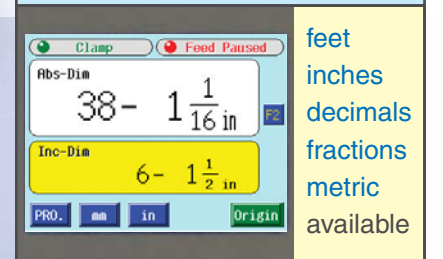 Clamp Feed Paused
Abs-Dim
38- 1 1/16 in
F2
Inc-Dim
6- 1 1/2 in
PRO. mm in Origin
feet
inches
decimals
fractions
metric
available